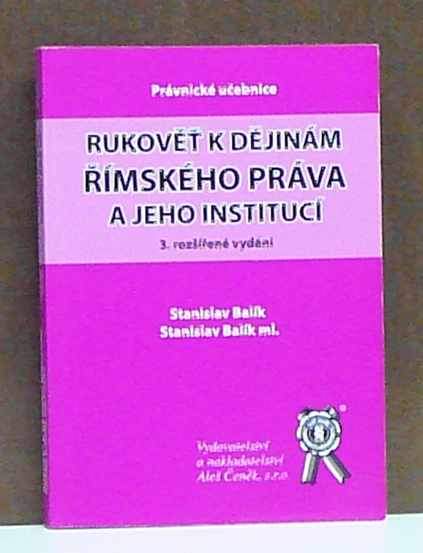 Právnické učebnice
RUKOVĚŤ K DĚJINÁM
ŘÍMSKÉHO PRÁVA
A JEHO INSTITUCÍ
3. rozšířené vydání
Stanislav Balík
Stanislav Balík ml.
Vydavatelství
a nakladatelství
Aleš Čeněk, s.r.o.
®